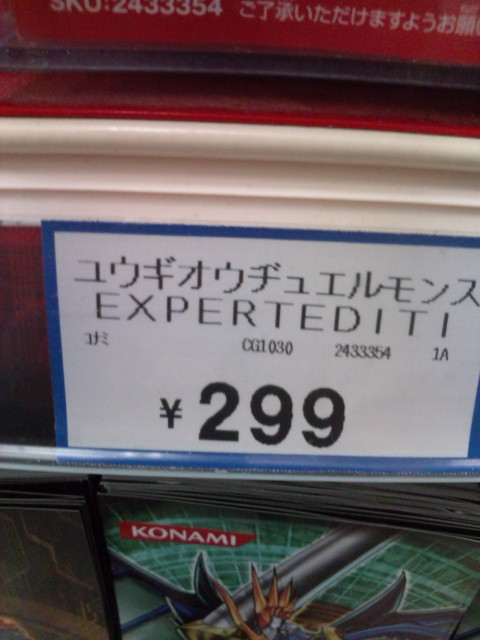 SKU:2433354 ご了承いただけますようお願
ユウギオウヂュエルモンス
EXPERTEDITI
コナミ CG1030 2433354 1A
¥299
KONAMI